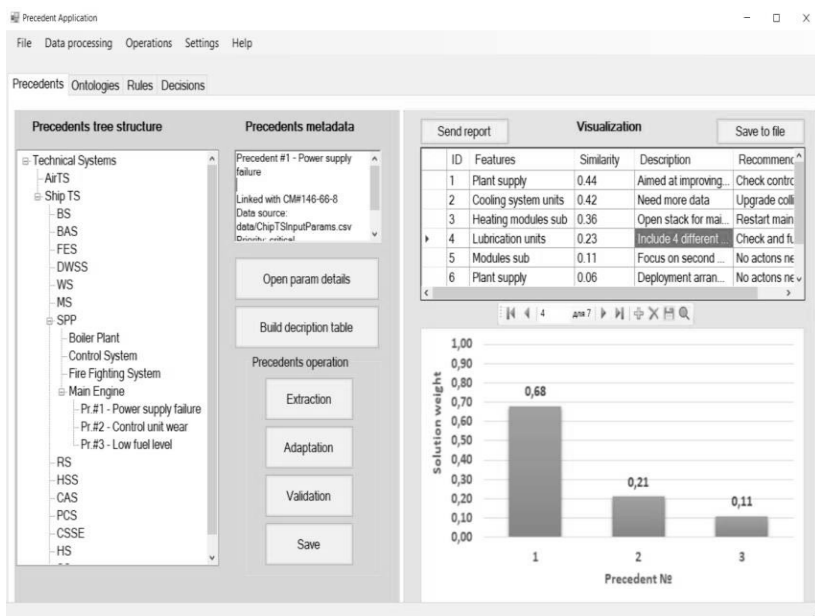 Precedent Application
File Data processing Operations Settings Help
Precedents Ontologies Rules Decisions
Precedents tree structure
Technical Systems
AirTS
Ship TS
BS
BAS
FES
DWSS
WS
MS
SPP
Boiler Plant
Control System
Fire Fighting System
Main Engine
Pr.#1 - Power supply failure
Pr.#2 - Control unit wear
Pr.#3 - Low fuel level
RS
HSS
CAS
PCS
CSSE
HS
Precedents metadata
Precedent #1 - Power supply
failure
Linked with CM#146-66-8
Data source:
data/ChipTSInputParams.csv
Priority: critical
Open param details
Build decription table
Precedents operation
Extraction
Adaptation
Validation
Save
Send report
Visualization
Save to file
ID Features Similarity Description Recommenc
1 Plant supply 0.44 Aimed at improving... Check contrc
2 Cooling system units 0.42 Need more data Upgrade colli
3 Heating modules sub 0.36 Open stack for mai... Restart main
4 Lubrication units 0.23 Include 4 different ... Check and fu
5 Modules sub 0.11 Focus on second ... No actons ne
6 Plant supply 0.06 Deployment arran... No actons ne
4 для 7
Solution weight
1,00
0,90
0,80
0,70
0,60
0,50
0,40
0,30
0,20
0,10
0,00
0,68
0,21
0,11
1 2 3
Precedent №